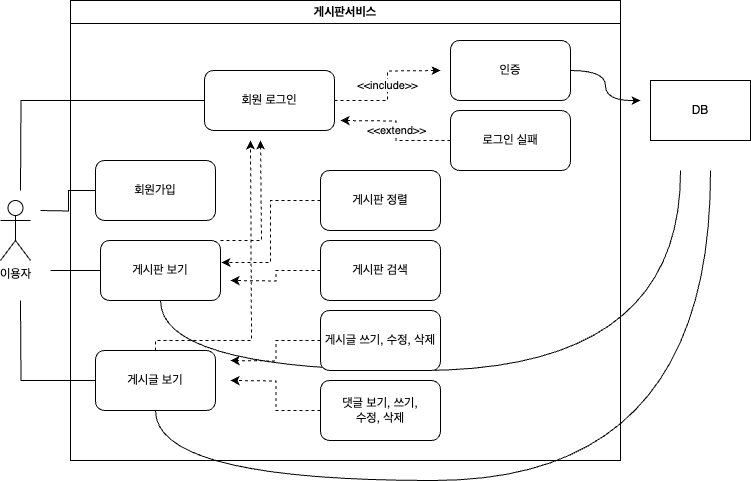 게시판서비스
회원 로그인
<<include>>
인증
DB
<<extend>>
로그인 실패
회원가입
게시판 정렬
이용자
게시판 보기
게시판 검색
게시글 쓰기, 수정, 삭제
게시글 보기
댓글 보기, 쓰기,
수정, 삭제